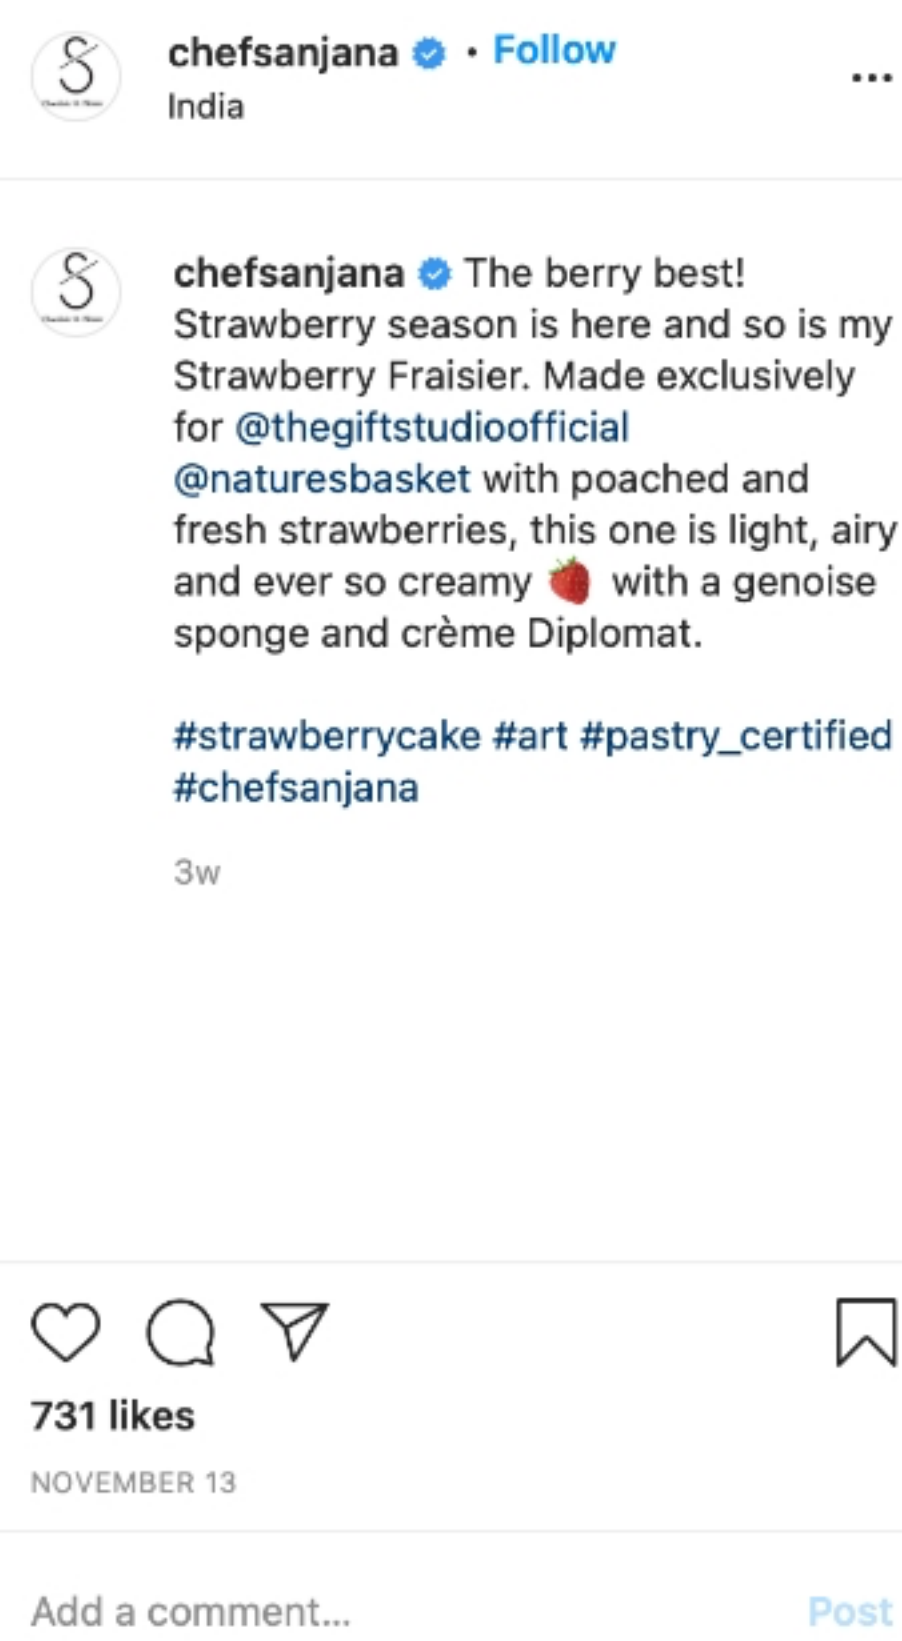 chefsanjana • Follow
India
chefsanjana The berry best!
Strawberry season is here and so is my
Strawberry Fraisier. Made exclusively
for @thegiftstudioofficial
@naturesbasket with poached and
fresh strawberries, this one is light, airy
and ever so creamy 🍓 with a genoise
sponge and crème Diplomat.
#strawberrycake #art #pastry_certified
#chefsanjana
3w
731 likes
NOVEMBER 13
Add a comment...
Post